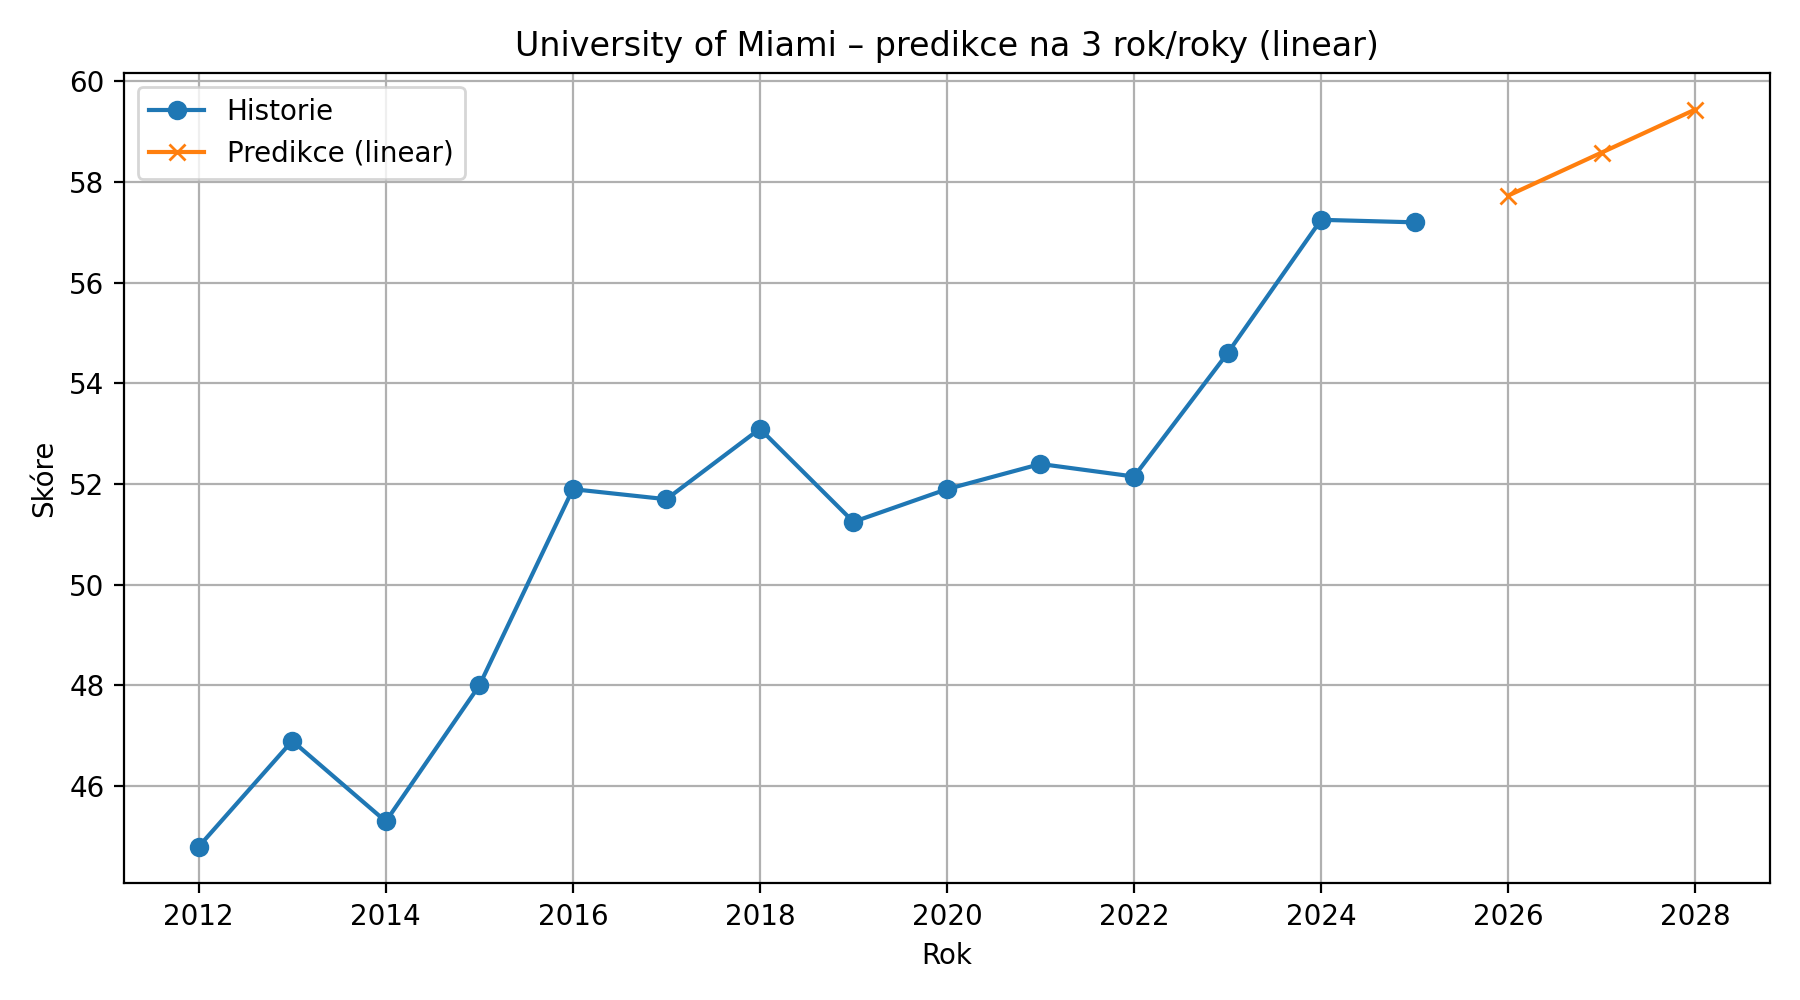 University of Miami – predikce na 3 rok/roky (linear)
Historie
Predikce (linear)
60
58
56
54
52
50
48
46
Skóre
2012 2014 2016 2018 2020 2022 2024 2026 2028
Rok